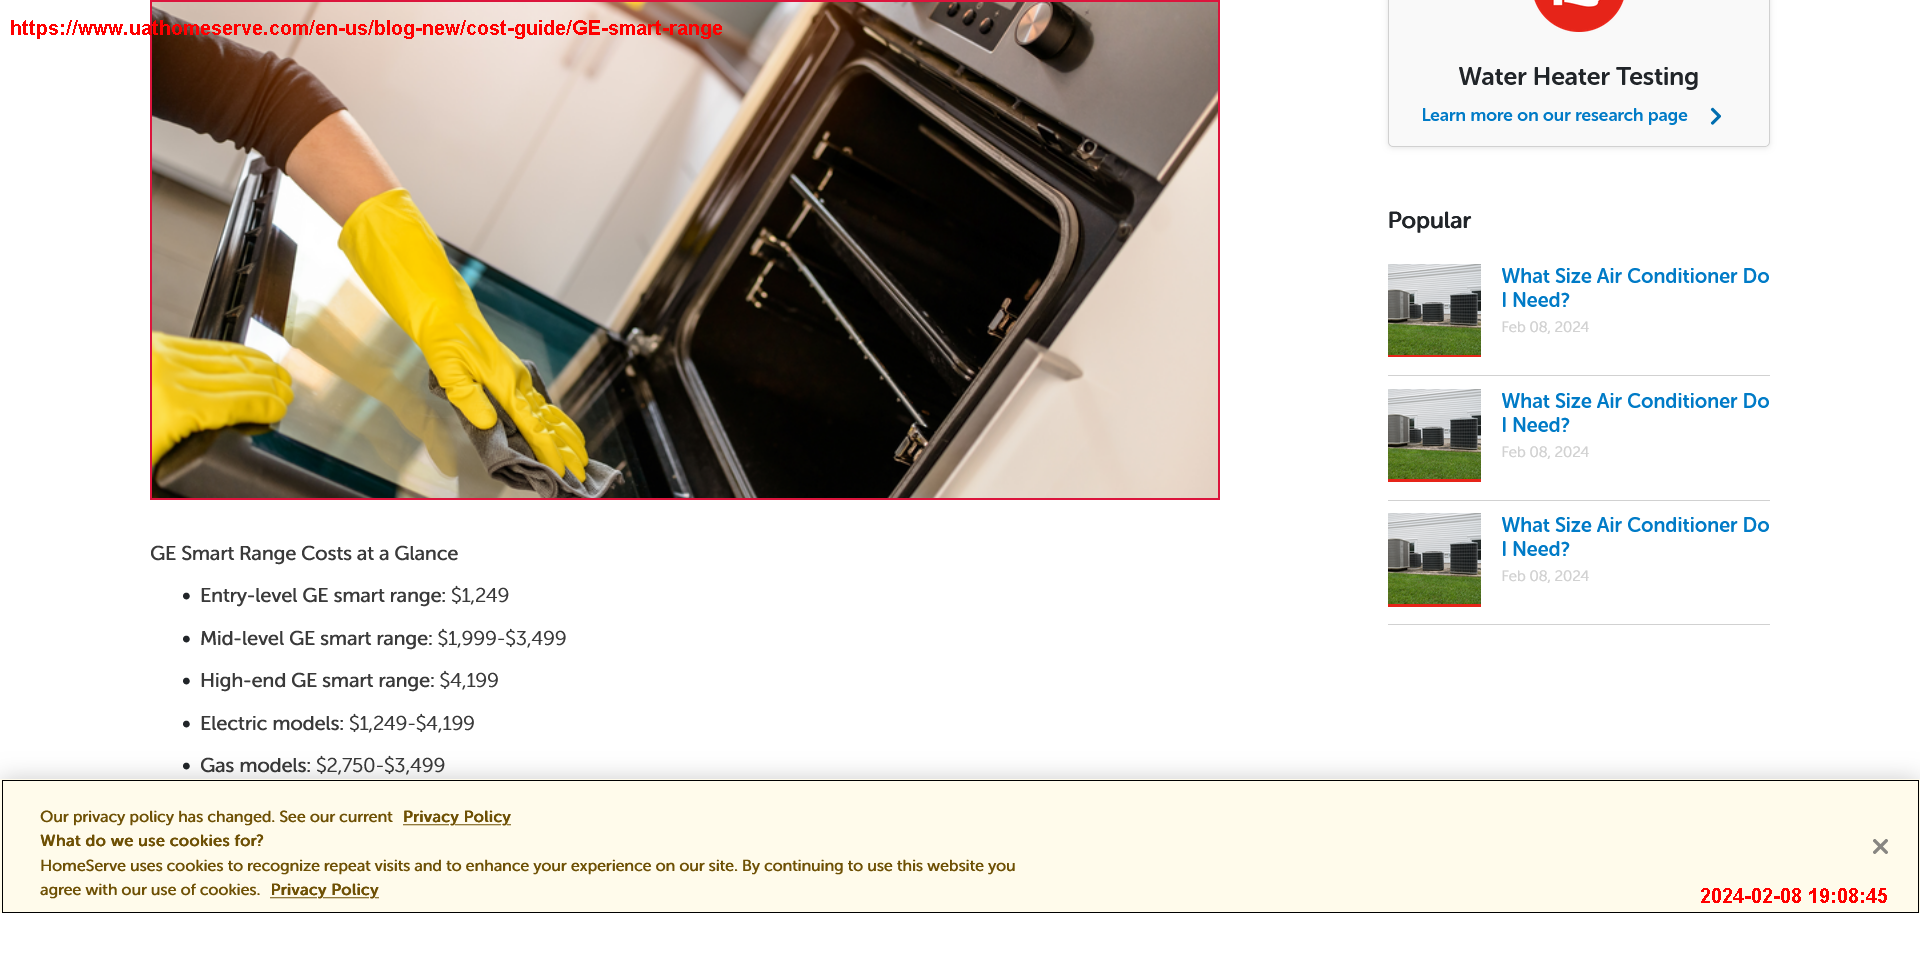 https://www.uathomeserve.com/en-us/blog-new/cost-guide/GE-smart-range
Water Heater Testing
Learn more on our research page
Popular
What Size Air Conditioner Do
I Need?
Feb 08, 2024
What Size Air Conditioner Do
I Need?
Feb 08, 2024
What Size Air Conditioner Do
I Need?
Feb 08, 2024
GE Smart Range Costs at a Glance
• Entry-level GE smart range: $1,249
• Mid-level GE smart range: $1,999-$3,499
• High-end GE smart range: $4,199
• Electric models: $1,249-$4,199
• Gas models: $2,750-$3,499
Our privacy policy has changed. See our current Privacy Policy
What do we use cookies for?
HomeServe uses cookies to recognize repeat visits and to enhance your experience on our site. By continuing to use this website you
agree with our use of cookies. Privacy Policy
2024-02-08 19:08:45